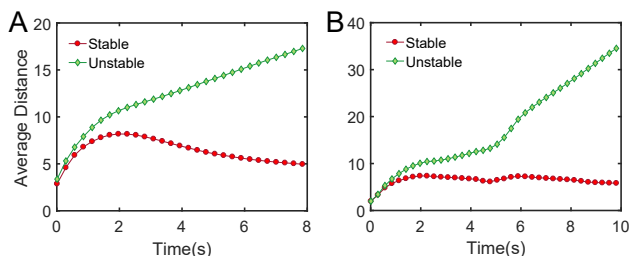 A
Average Distance
20
15
10
5
0
Stable
Unstable
0 2 4 6 8
Time(s)
B
40
30
20
10
0
Stable
Unstable
0 2 4 6 8 10
Time(s)